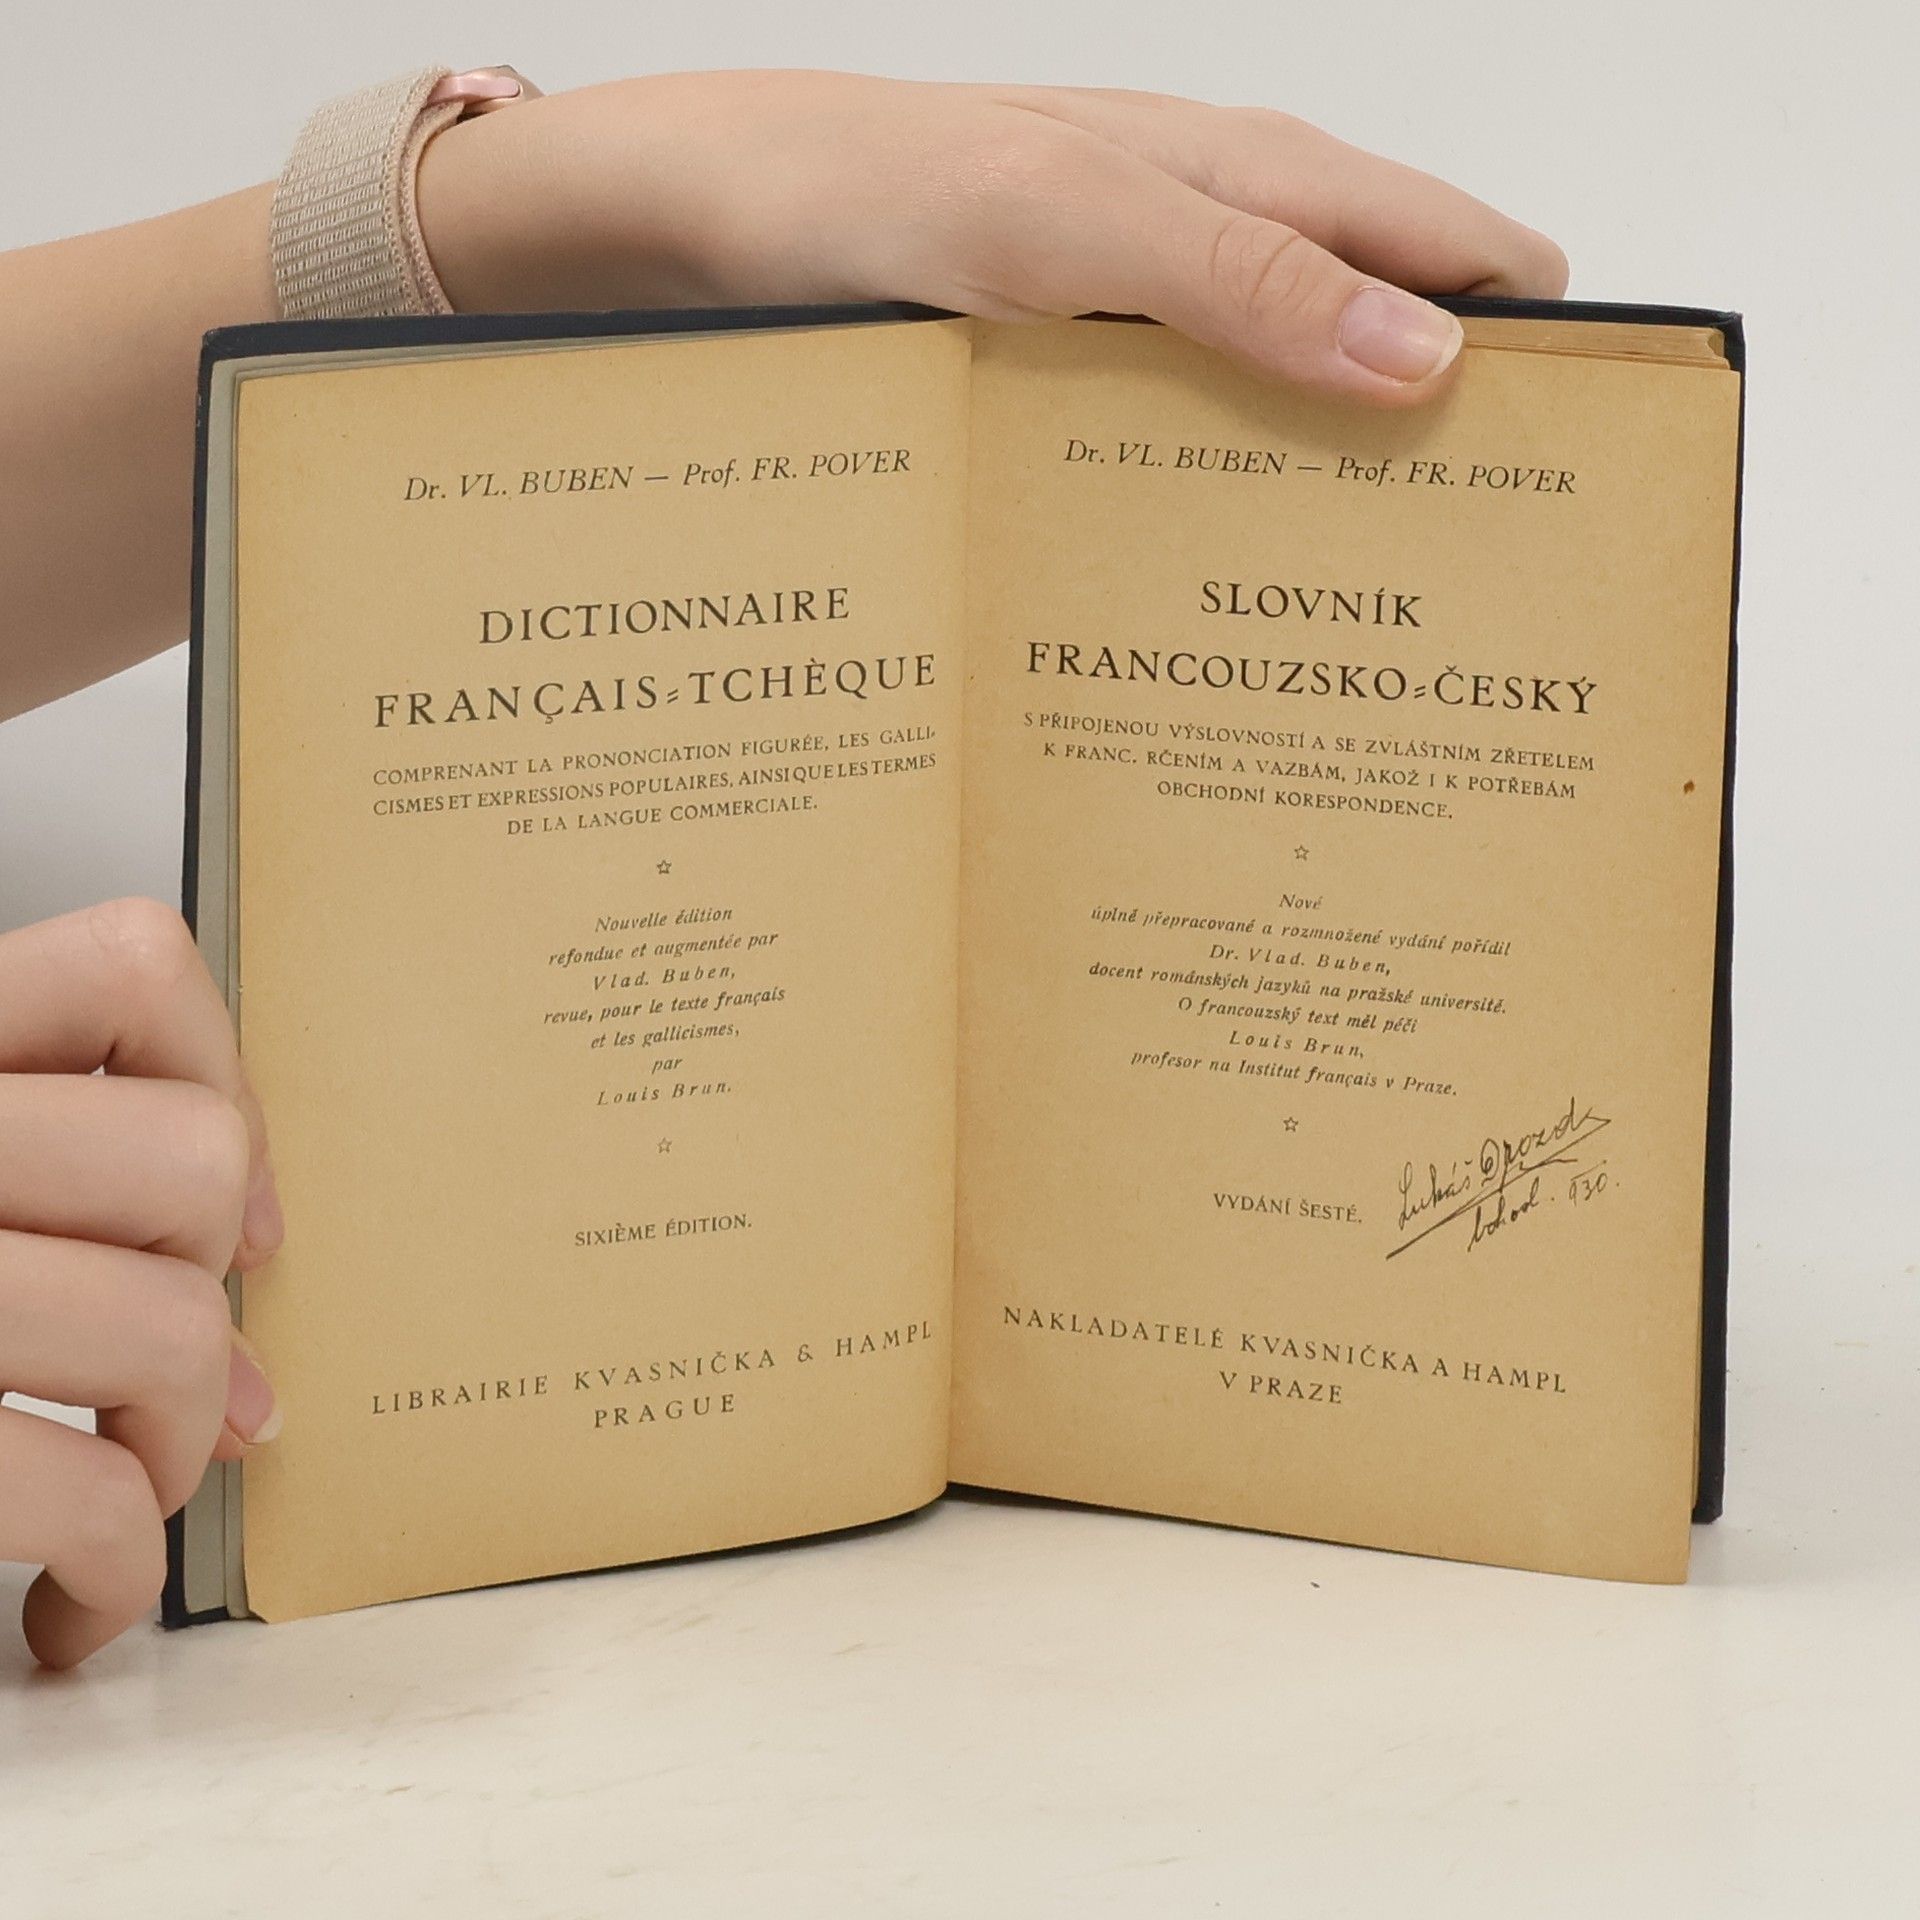 Dr. VL. BUBEN — Prof. FR. POVER
DICTIONNAIRE
FRANÇAIS-TCHÈQUE
COMPRENANT LA PRONONCIATION FIGURÉE, LES GALLI-
CISMES ET EXPRESSIONS POPULAIRES, AINSI QUE LES TERMES
DE LA LANGUE COMMERCIALE.
Nouvelle édition
refondue et augmentée par
Vlad. Buben,
revue, pour le texte français
et les gallicismes,
par
Louis Brun.
SIXIÈME ÉDITION.
LIBRAIRIE KVASNIČKA & HAMPL
PRAGUE
Dr. VL. BUBEN — Prof. FR. POVER
SLOVNÍK
FRANCOUZSKO-ČESKÝ
S PŘIPOJENOU VÝSLOVNOSTÍ A SE ZVLÁŠTNÍM ZŘETELEM
K FRANC. RČENÍM A VAZBÁM, JAKOŽ I K POTŘEBÁM
OBCHODNÍ KORESPONDENCE.
Nové
úplně přepracované a rozmnožené vydání pořídil
Dr. Vlad. Buben,
docent románských jazyků na pražské universitě.
O francouzský text měl péči
Louis Brun,
profesor na Institut français v Praze.
VYDÁNÍ ŠESTÉ.
Lukáš Drozd
930.
NAKLADATELÉ KVASNIČKA A HAMPL
V PRAZE